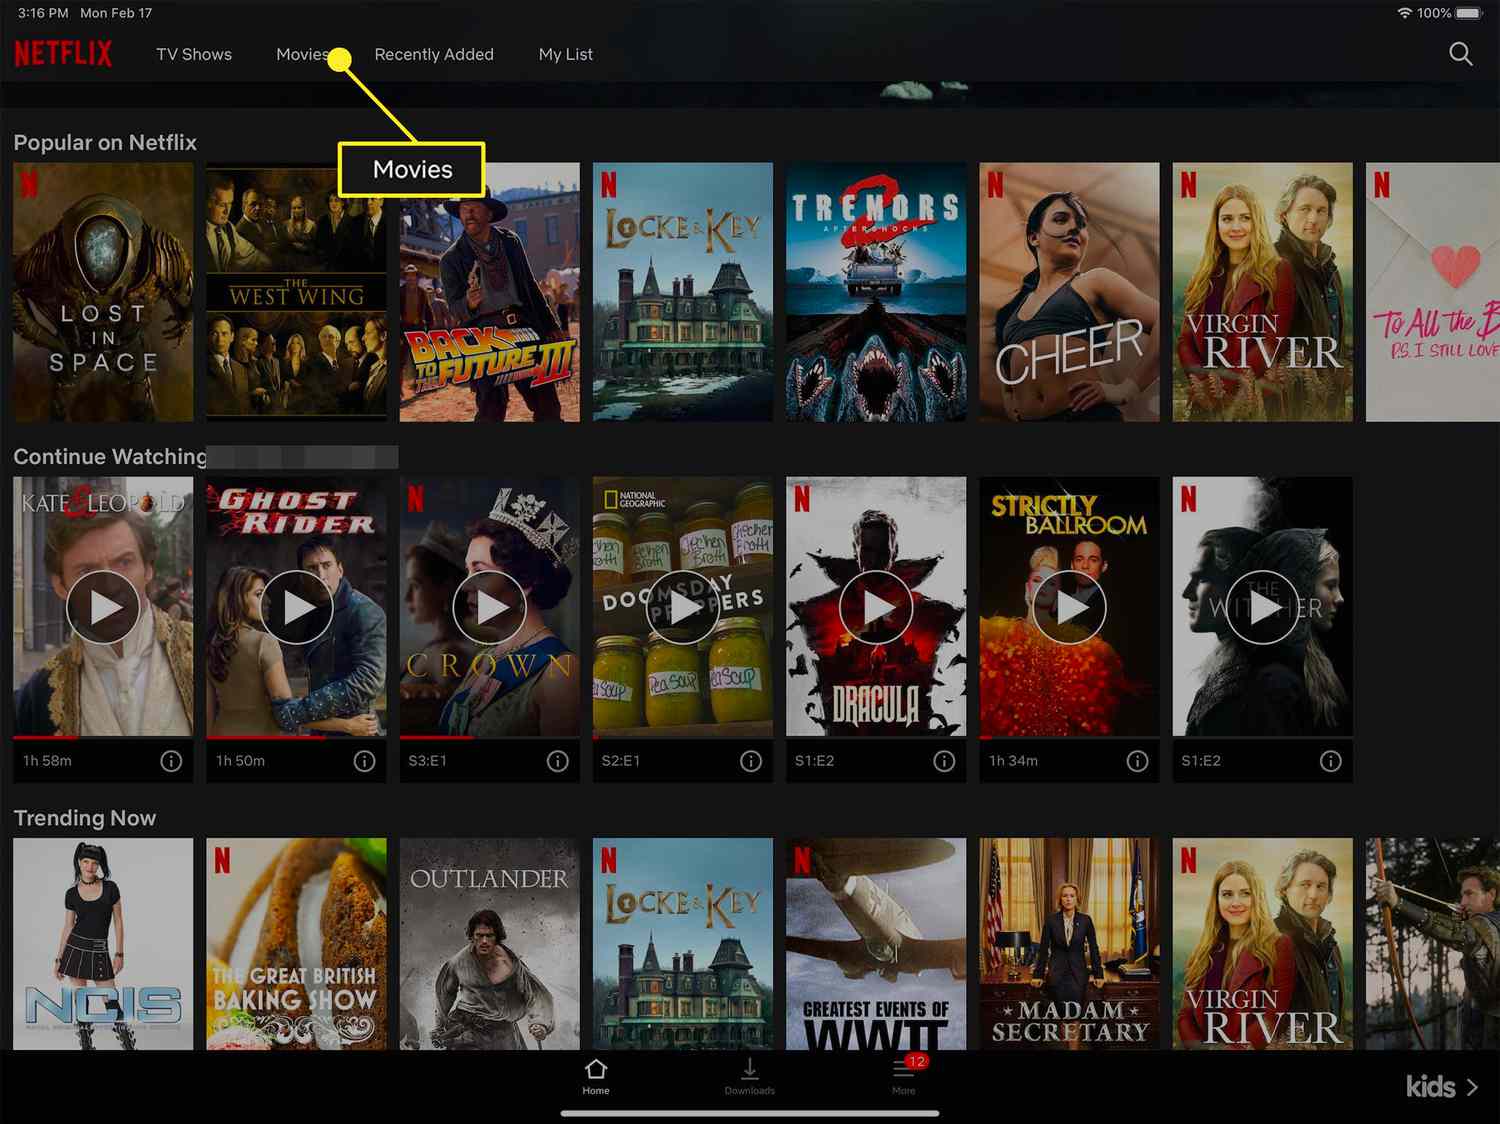 3:16 PM Mon Feb 17
100%
NETFLIX
TV Shows
Movies
Recently Added
My List
Movies
Popular on Netflix
N
LOST
IN
SPACE
THE
WEST WING
BACK
TO
THE FUTURE
III
N
LOCKE & KEY
TREMORS
2
AFTERSHOCKS
N
CHEER
N
VIRGIN
RIVER
N
To All the B
P.S. I STILL LOVE
Continue Watching
KATE & LEOPOLD
GHOST
RIDER
N
CROWN
NATIONAL
GEOGRAPHIC
DOOMSDAY
PREPPERS
Pea Soup
N
DRACULA
STRICTLY
BALLROOM
N
THE
WITCHER
1h 58m
1h 50m
S3:E1
S2:E1
S1:E2
1h 34m
S1:E2
Trending Now
NCIS
N
THE GREAT BRITISH
BAKING SHOW
OUTLANDER
N
LOCKE & KEY
N
GREATEST EVENTS OF
WWII
MADAM
SECRETARY
N
VIRGIN
RIVER
Home
Downloads
12
More
kids